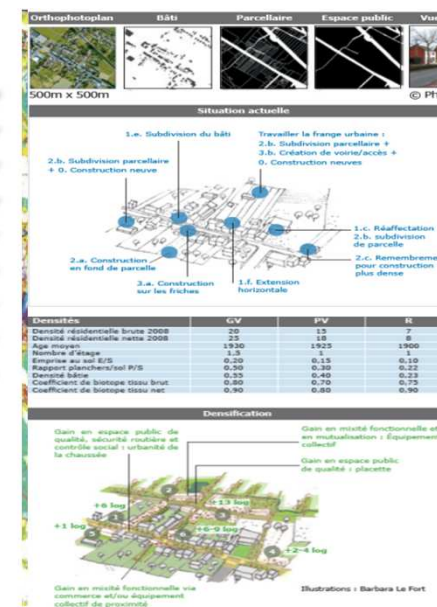 Orthophotoplan Bâti Parcellaire Espace public
500m x 500m ©
Situation actuelle
1.e. Subdivision du bâti
Travailler la frange urbaine :
2.b. Subdivision parcellaire +
3.b. Création de voirie/accès +
0. Construction neuves
2.b. Subdivision parcellaire
+ 0. Construction neuve
1.c. Réaffectation
2.b. subdivision
de parcelle
2.a. Construction
en fond de parcelle
3.a. Construction
sur les friches
1.f. Extension
horizontale
2.c. Remembrement
pour construction
plus dense
Densités GV PV R
Densité résidentielle brute 2008 20 15 7
Densité résidentielle nette 2008 25 18 8
Age moyen 1930 1925 1900
Nombre d'étage 1,5 1 1
Emprise au sol E/S 0,20 0,15 0,10
Rapport planchers/sol P/S 0,50 0,30 0,22
Densité bâtie 0,55 0,40 0,23
Coefficient de biotope tissu brut 0,80 0,70 0,75
Coefficient de biotope tissu net 0,90 0,80 0,90
Densification
Gain en espace public de
qualité, sécurité routière et
contrôle social : urbanité de
la chaussée
Gain en mixité fonctionnelle et
en mutualisation : Équipement
collectif
Gain en espace public
de qualité : placette
+6 log
+13 log
+1 log
+6-9 log
+2-4 log
Gain en mixité fonctionnelle via
commerce et/ou équipement
collectif de proximité
Illustrations : Barbara Le Fort